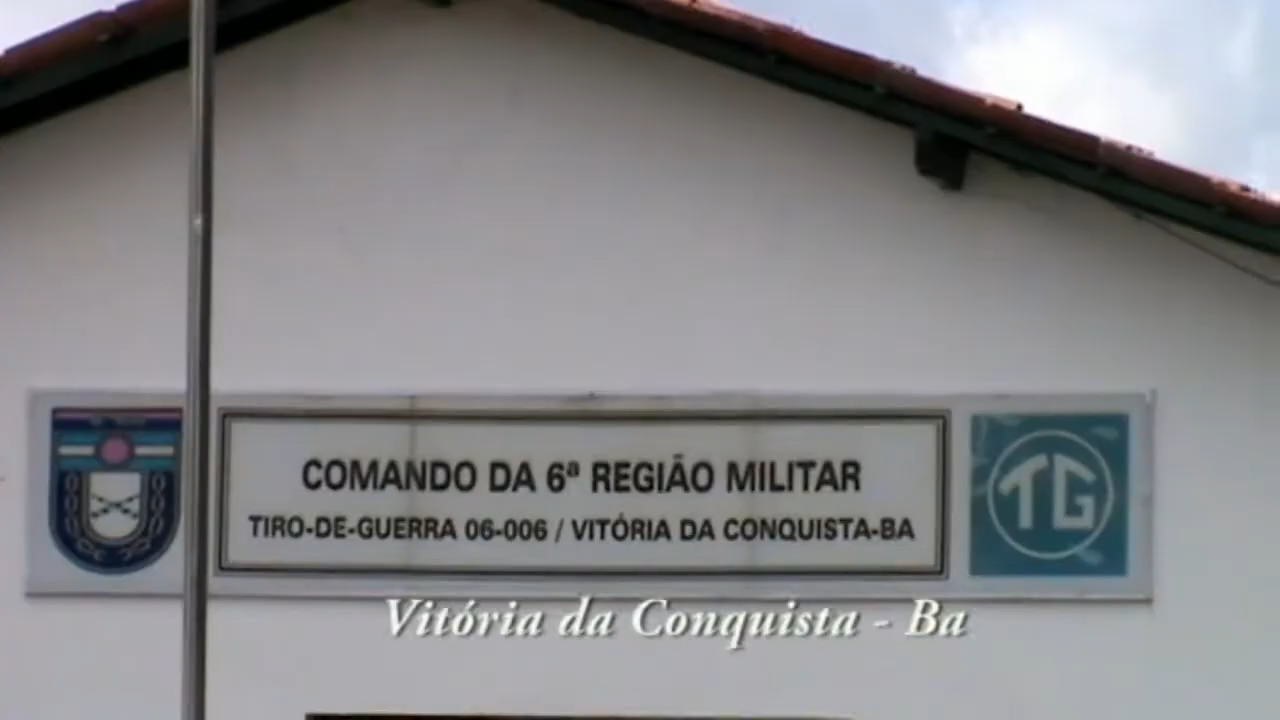 COMANDO DA 6ª REGIÃO MILITAR
TIRO-DE-GUERRA 06-006 / VITÓRIA DA CONQUISTA-BA
TG
Vitória da Conquista - Ba